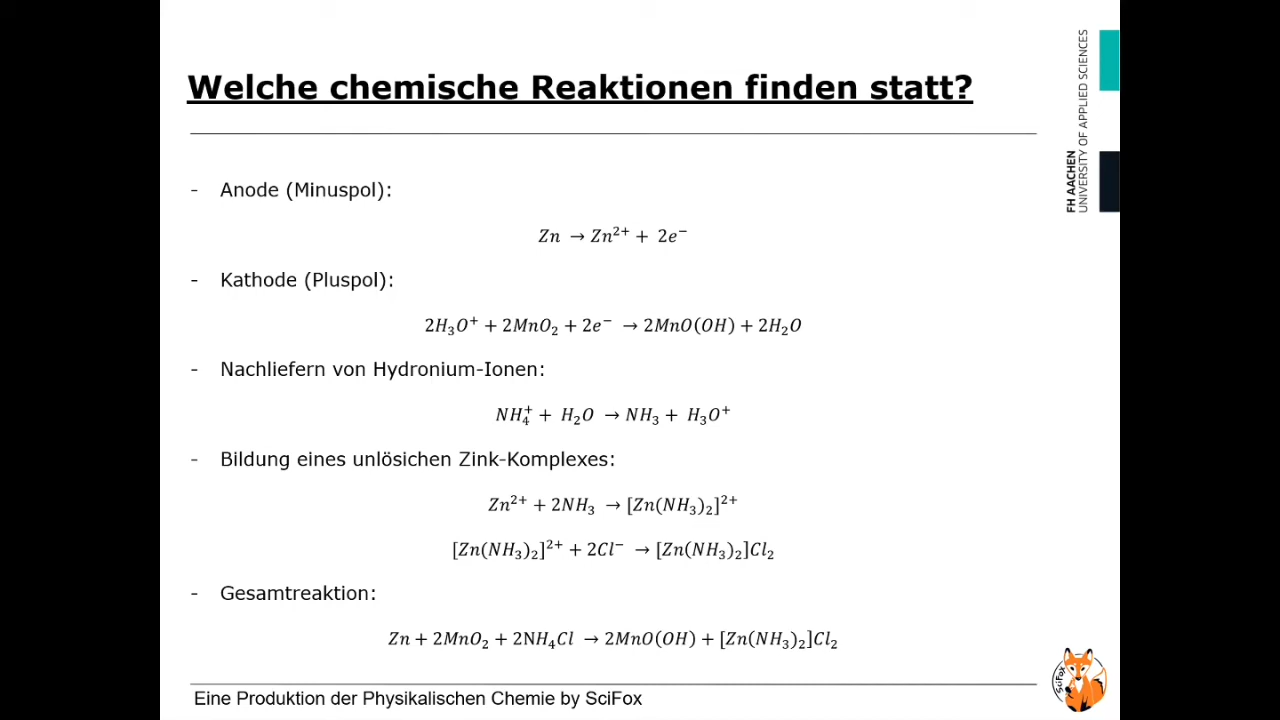 Welche chemische Reaktionen finden statt?
FH AACHEN
UNIVERSITY OF APPLIED SCIENCES
- Anode (Minuspol):
Zn → Zn²⁺ + 2e⁻
- Kathode (Pluspol):
2H₃O⁺ + 2MnO₂ + 2e⁻ → 2MnO(OH) + 2H₂O
- Nachliefern von Hydronium-Ionen:
NH₄⁺ + H₂O → NH₃ + H₃O⁺
- Bildung eines unlösichen Zink-Komplexes:
Zn²⁺ + 2NH₃ → [Zn(NH₃)₂]²⁺
[Zn(NH₃)₂]²⁺ + 2Cl⁻ → [Zn(NH₃)₂]Cl₂
- Gesamtreaktion:
Zn + 2MnO₂ + 2NH₄Cl → 2MnO(OH) + [Zn(NH₃)₂]Cl₂
Eine Produktion der Physikalischen Chemie by SciFox
SciFox